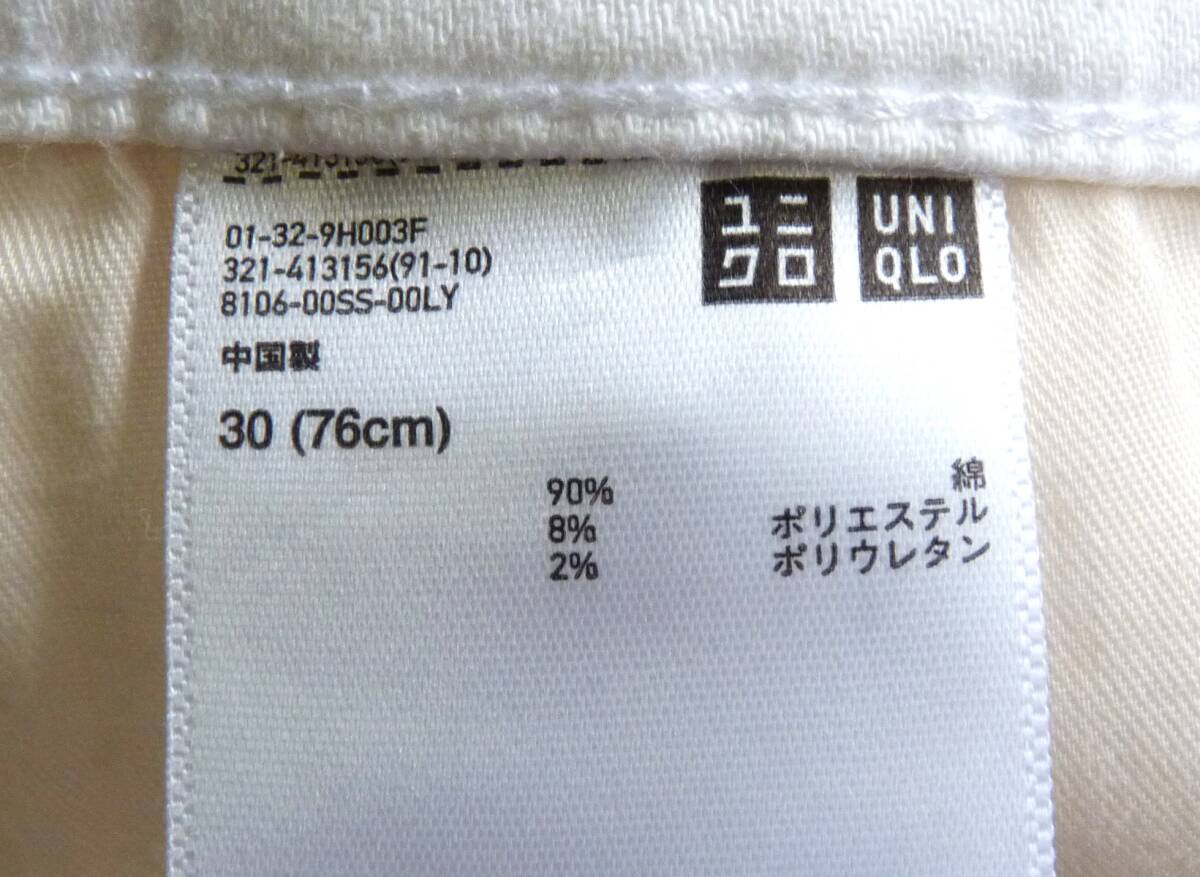 ユニ
クロ
UNI
QLO
01-32-9H003F
321-413156(91-10)
8106-00SS-00LY
中国製
30 (76cm)
90% 綿
8% ポリエステル
2% ポリウレタン